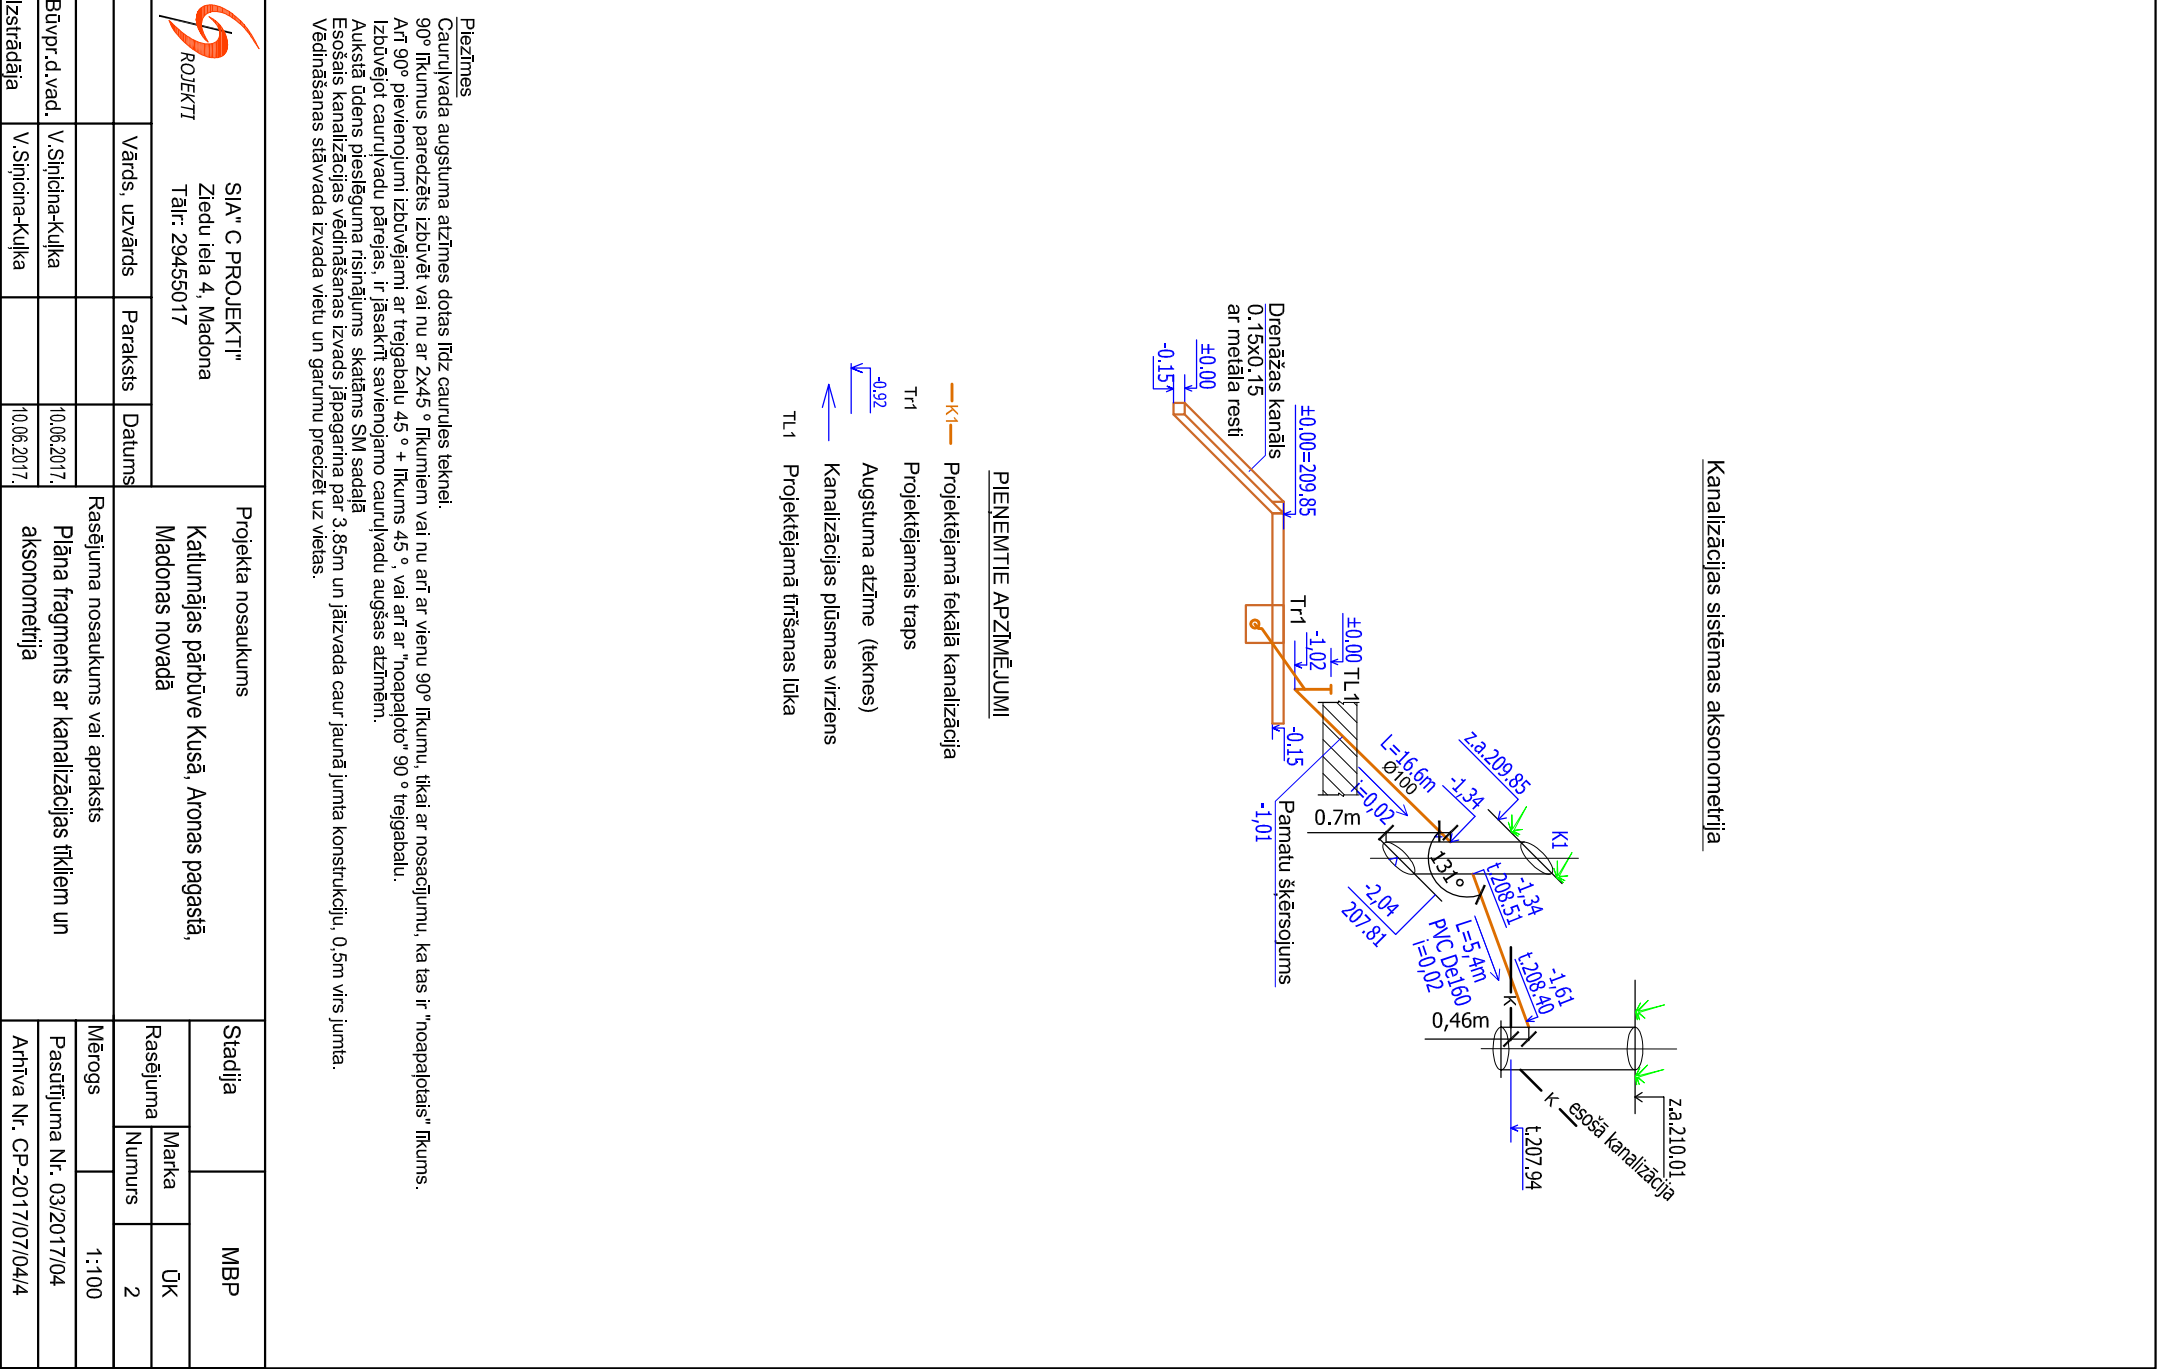 Kanalizācijas sistēmas aksonometrija
z.a.210.01
esošā kanalizācija
K
t.207.94
K1
z.a.209.85
-1,61
t.208.40
-1,34
t.208.51
L=5,4m
PVC De160
i=0,02
K
0,46m
131°
-1,34
L=16.6m
Ø100
i=0,02
0.7m
-2,04
207.81
Pamatu šķērsojums
-1,01
±0.00
TL1
-1,02
Tr1
-0.15
±0.00=209.85
Drenāžas kanāls
0.15x0.15
ar metāla resti
±0.00
-0.15
PIEŅEMTIE APZĪMĒJUMI
K1 Projektējamā fekālā kanalizācija
Tr1 Projektējamais traps
-0.92 Augstuma atzīme (teknes)
Kanalizācijas plūsmas virziens
TL1 Projektējamā tīrīšanas lūka
Piezīmes
Cauruļvada augstuma atzīmes dotas līdz caurules teknei.
90° līkumus paredzēts izbūvēt vai nu ar 2x45 ° līkumiem vai nu arī ar vienu 90° līkumu, tikai ar nosacījumu, ka tas ir "noapaļotais" līkums.
Arī 90° pievienojumi izbūvējami ar trejgabalu 45 ° + līkums 45 °, vai arī ar "noapaļoto" 90 ° trejgabalu.
Izbūvējot cauruļvadu pārejas, ir jāsakrīt savienojamo cauruļvadu augšas atzīmēm.
Aukstā ūdens pieslēguma risinājums skatāms SM sadaļā
Esošais kanalizācijas vēdināšanas izvads jāpagarina par 3.85m un jāizvada caur jaunā jumta konstrukciju, 0,5m virs jumta.
Vēdināšanas stāvvada izvada vietu un garumu precizēt uz vietas.
ROJEKTI
SIA" C PROJEKTI"
Ziedu iela 4, Madona
Tālr: 29455017
Projekta nosaukums
Katlumājas pārbūve Kusā, Aronas pagastā,
Madonas novadā
Stadija MBP
Rasējuma Marka ŪK
Numurs 2
Vārds, uzvārds Paraksts Datums
Rasējuma nosaukums vai apraksts
Plāna fragments ar kanalizācijas tīkliem un
aksonometrija
Mērogs 1:100
Būvpr.d.vad. V.Siņicina-Kuļka 10.06.2017.
Pasūtījuma Nr. 03/2017/04
Izstrādāja V.Siņicina-Kuļka 10.06.2017.
Arhīva Nr. CP-2017/07/04/4